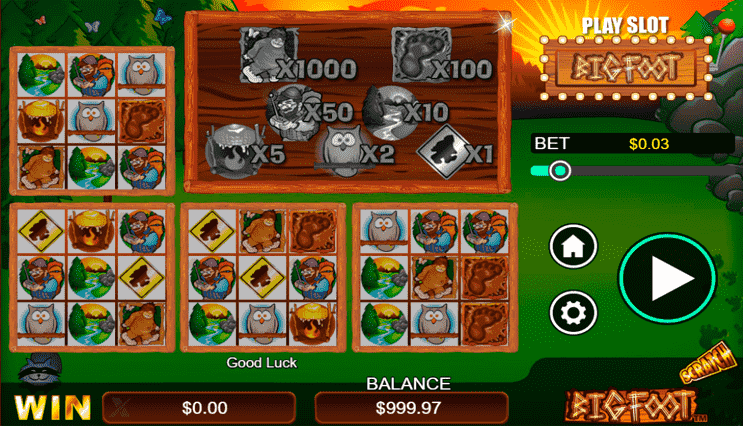 PLAY SLOT
BIGFOOT
X1000
X100
X50
X10
X5
X2
X1
BET
$0.03
Good Luck
WIN
X
$0.00
BALANCE
$999.97
SCRATCH
BIGFOOT™